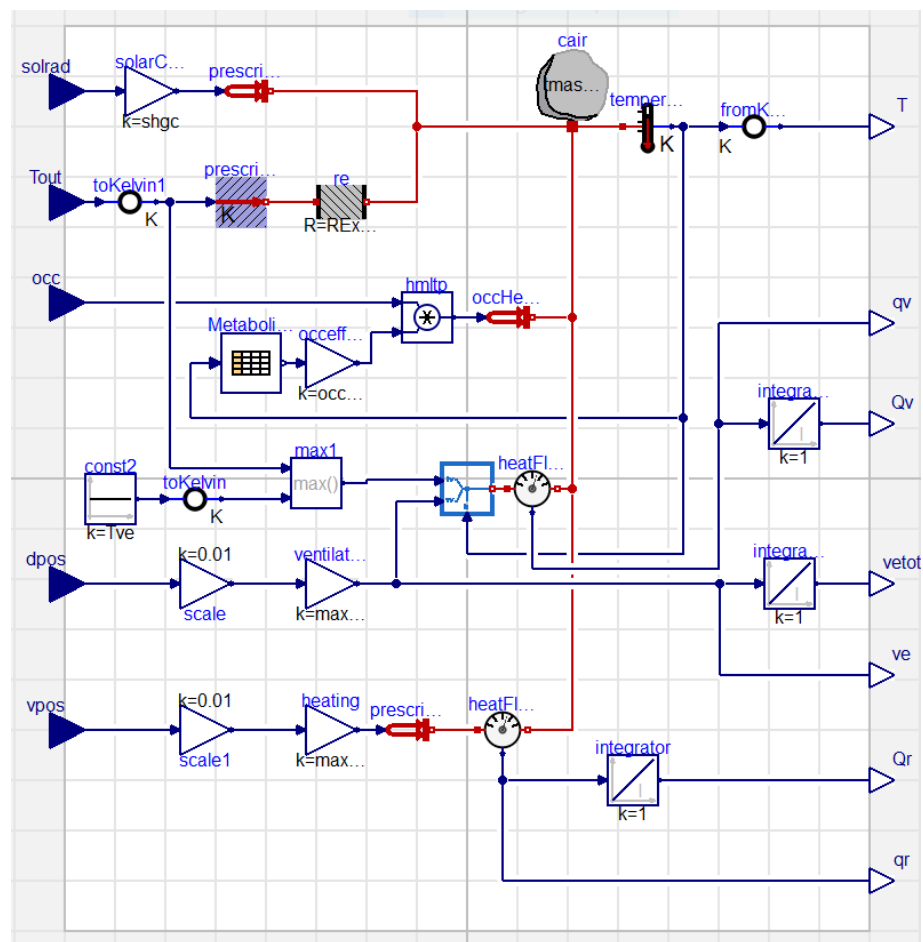 cair
solarC...
solrad
prescri...
tmas...
temper...
T
fromK...
k=shgc
K
K
Tout
toKelvin1
prescri...
re
K
K
R=REx...
occ
hmltp
occHe...
qv
Metaboli...
occeff...
k=occ...
integra...
Qv
I
k=1
max1
const2
toKelvin
max()
heatFl...
K
k=Tve
dpos
k=0.01
ventilat...
integra...
vetot
I
scale
k=max...
k=1
ve
vpos
k=0.01
heating
prescri...
heatFl...
scale1
k=max...
integrator
Qr
I
k=1
qr